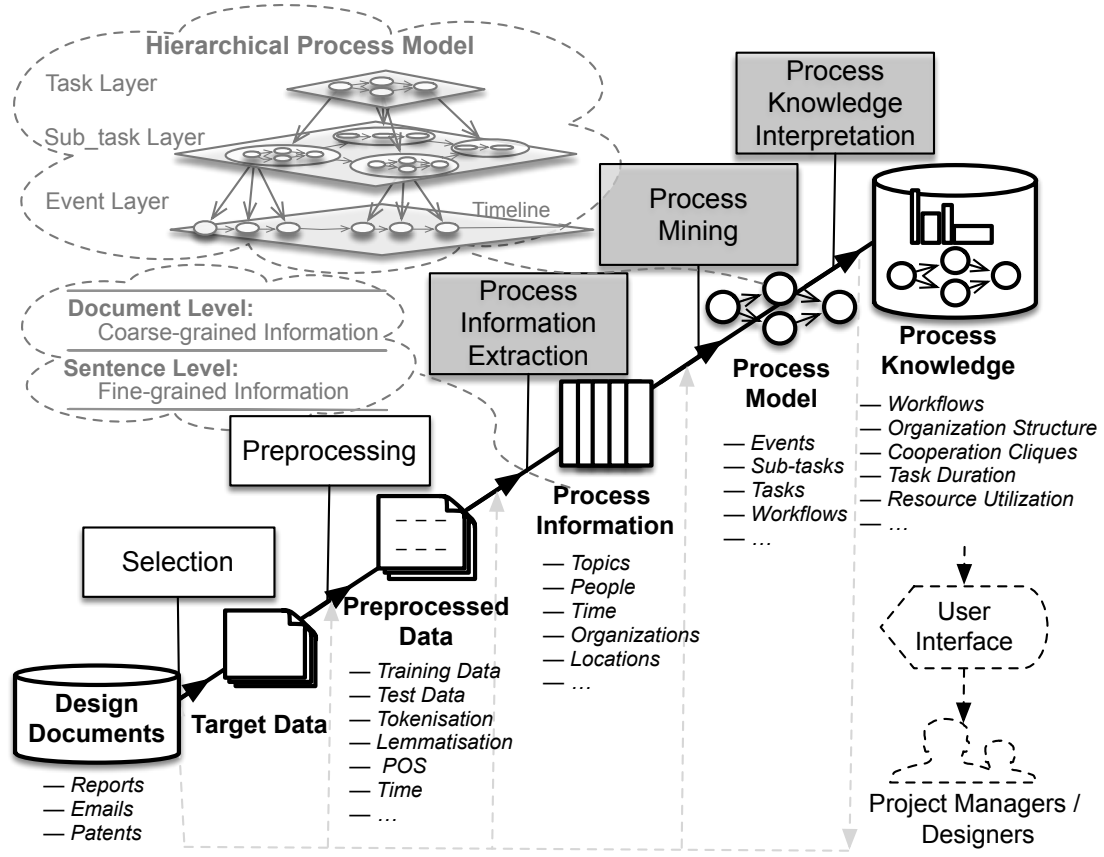 Hierarchical Process Model
Task Layer
Sub_task Layer
Event Layer
Timeline
Document Level:
Coarse-grained Information
Sentence Level:
Fine-grained Information
Process
Knowledge
Interpretation
Process
Mining
Process
Information
Extraction
Preprocessing
Selection
Design
Documents
— Reports
— Emails
— Patents
Target Data
Preprocessed
Data
— Training Data
— Test Data
— Tokenisation
— Lemmatisation
— POS
— Time
— ...
Process
Information
— Topics
— People
— Time
— Organizations
— Locations
— ...
Process
Model
— Events
— Sub-tasks
— Tasks
— Workflows
— ...
Process
Knowledge
— Workflows
— Organization Structure
— Cooperation Cliques
— Task Duration
— Resource Utilization
— ...
User
Interface
Project Managers /
Designers